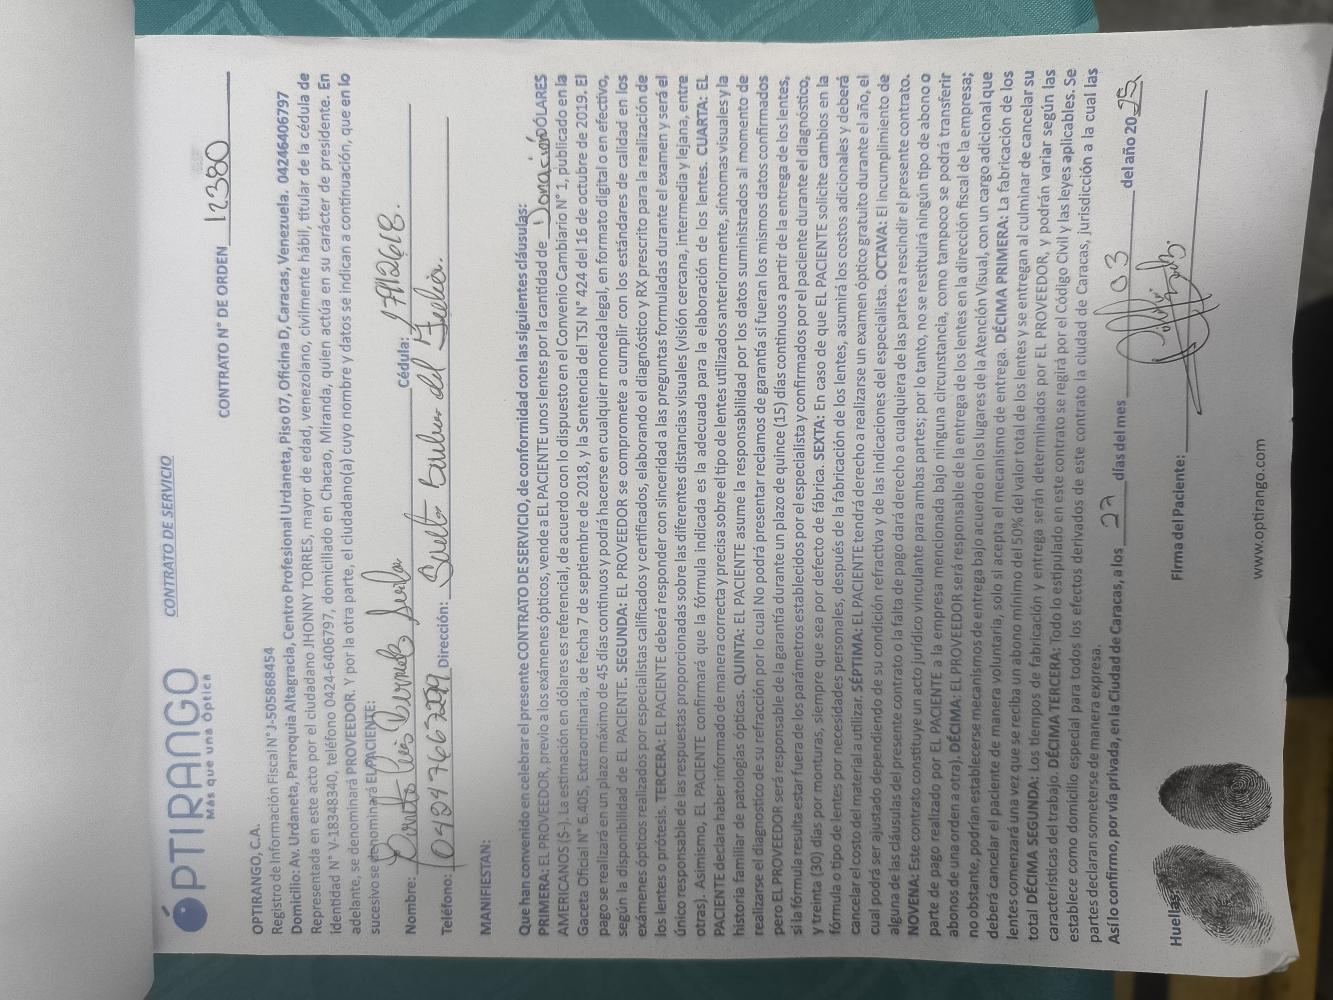 ÓPTIRANGO
Más que una Óptica
CONTRATO DE SERVICIO
CONTRATO N° DE ORDEN 12380
OPTIRANGO, C.A.
Registro de Información Fiscal N° J-505868454
Domicilio: Av. Urdaneta, Parroquia Altagracia, Centro Profesional Urdaneta, Piso 07, Oficina D, Caracas, Venezuela. 04246406797
Representada en este acto por el ciudadano JHONNY TORRES, mayor de edad, venezolano, civilmente hábil, titular de la cédula de
identidad N° V-18348340, teléfono 0424-6406797, domiciliado en Chacao, Miranda, quien actúa en su carácter de presidente. En
adelante, se denominará PROVEEDOR. Y por la otra parte, el ciudadano(a) cuyo nombre y datos se indican a continuación, que en lo
sucesivo se denominará EL PACIENTE:
Nombre: Luis Cédula:
Teléfono: 04247667299 Dirección: del
MANIFIESTAN:
Que han convenido en celebrar el presente CONTRATO DE SERVICIO, de conformidad con las siguientes cláusulas:
PRIMERA: EL PROVEEDOR, previo a los exámenes ópticos, vende a EL PACIENTE unos lentes por la cantidad de Donación DÓLARES
AMERICANOS ($-). La estimación en dólares es referencial, de acuerdo con lo dispuesto en el Convenio Cambiario N° 1, publicado en la
Gaceta Oficial N° 6.405, Extraordinaria, de fecha 7 de septiembre de 2018, y la Sentencia del TSJ N° 424 del 16 de octubre de 2019. El
pago se realizará en un plazo máximo de 45 días continuos y podrá hacerse en cualquier moneda legal, en formato digital o en efectivo,
según la disponibilidad de EL PACIENTE. SEGUNDA: EL PROVEEDOR se compromete a cumplir con los estándares de calidad en los
exámenes ópticos realizados por especialistas calificados y certificados, elaborando el diagnóstico y RX prescrito para la realización de
los lentes o prótesis. TERCERA: EL PACIENTE deberá responder con sinceridad a las preguntas formuladas durante el examen y será el
único responsable de las respuestas proporcionadas sobre las diferentes distancias visuales (visión cercana, intermedia y lejana, entre
otras). Asimismo, EL PACIENTE confirmará que la fórmula indicada es la adecuada para la elaboración de los lentes. CUARTA: EL
PACIENTE declara haber informado de manera correcta y precisa sobre el tipo de lentes utilizados anteriormente, síntomas visuales y la
historia familiar de patologías ópticas. QUINTA: EL PACIENTE asume la responsabilidad por los datos suministrados al momento de
realizarse el diagnostico de su refracción por lo cual No podrá presentar reclamos de garantía si fueran los mismos datos confirmados
pero EL PROVEEDOR será responsable de la garantía durante un plazo de quince (15) días continuos a partir de la entrega de los lentes,
si la fórmula resulta estar fuera de los parámetros establecidos por el especialista y confirmados por el paciente durante el diagnóstico,
y treinta (30) días por monturas, siempre que sea por defecto de fábrica. SEXTA: En caso de que EL PACIENTE solicite cambios en la
fórmula o tipo de lentes por necesidades personales, después de la fabricación de los lentes, asumirá los costos adicionales y deberá
cancelar el costo del material a utilizar. SÉPTIMA: EL PACIENTE tendrá derecho a realizarse un examen óptico gratuito durante el año, el
cual podrá ser ajustado dependiendo de su condición refractiva y de las indicaciones del especialista. OCTAVA: El incumplimiento de
alguna de las cláusulas del presente contrato o la falta de pago dará derecho a cualquiera de las partes a rescindir el presente contrato.
NOVENA: Este contrato constituye un acto jurídico vinculante para ambas partes; por lo tanto, no se restituirá ningún tipo de abono o
parte de pago realizado por EL PACIENTE a la empresa mencionada bajo ninguna circunstancia, como tampoco se podrá transferir
abonos de una orden a otra). DÉCIMA: EL PROVEEDOR será responsable de la entrega de los lentes en la dirección fiscal de la empresa;
no obstante, podrían establecerse mecanismos de entrega bajo acuerdo en los lugares de la Atención Visual, con un cargo adicional que
deberá cancelar el paciente de manera voluntaria, solo si acepta el mecanismo de entrega. DÉCIMA PRIMERA: La fabricación de los
lentes comenzará una vez que se reciba un abono mínimo del 50% del valor total de los lentes y se entregan al culminar de cancelar su
total DÉCIMA SEGUNDA: Los tiempos de fabricación y entrega serán determinados por EL PROVEEDOR, y podrán variar según las
características del trabajo. DÉCIMA TERCERA: Todo lo estipulado en este contrato se regirá por el Código Civil y las leyes aplicables. Se
establece como domicilio especial para todos los efectos derivados de este contrato la ciudad de Caracas, jurisdicción a la cual las
partes declaran someterse de manera expresa.
Así lo confirmo, por vía privada, en la Ciudad de Caracas, a los 27 días del mes 03 del año 2025
Huellas: Firma del Paciente:
www.optirango.com